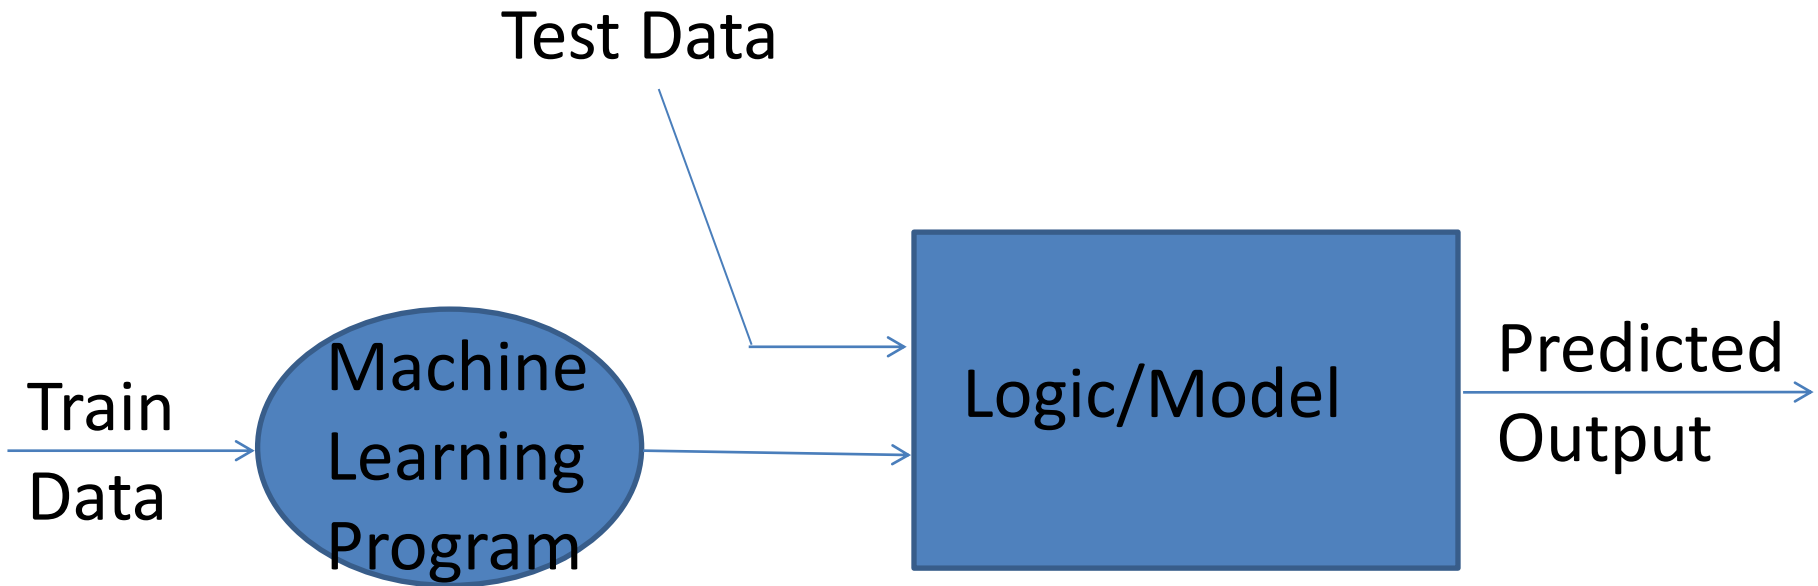 Test Data
Train
Data
Machine
Learning
Program
Logic/Model
Predicted
Output